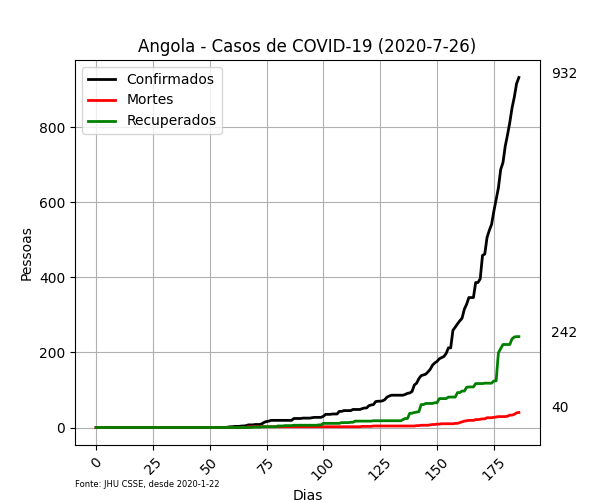 Angola - Casos de COVID-19 (2020-7-26)
Confirmados
Mortes
Recuperados
932
242
40
800
600
400
200
0
Pessoas
0 25 50 75 100 125 150 175
Dias
Fonte: JHU CSSE, desde 2020-1-22